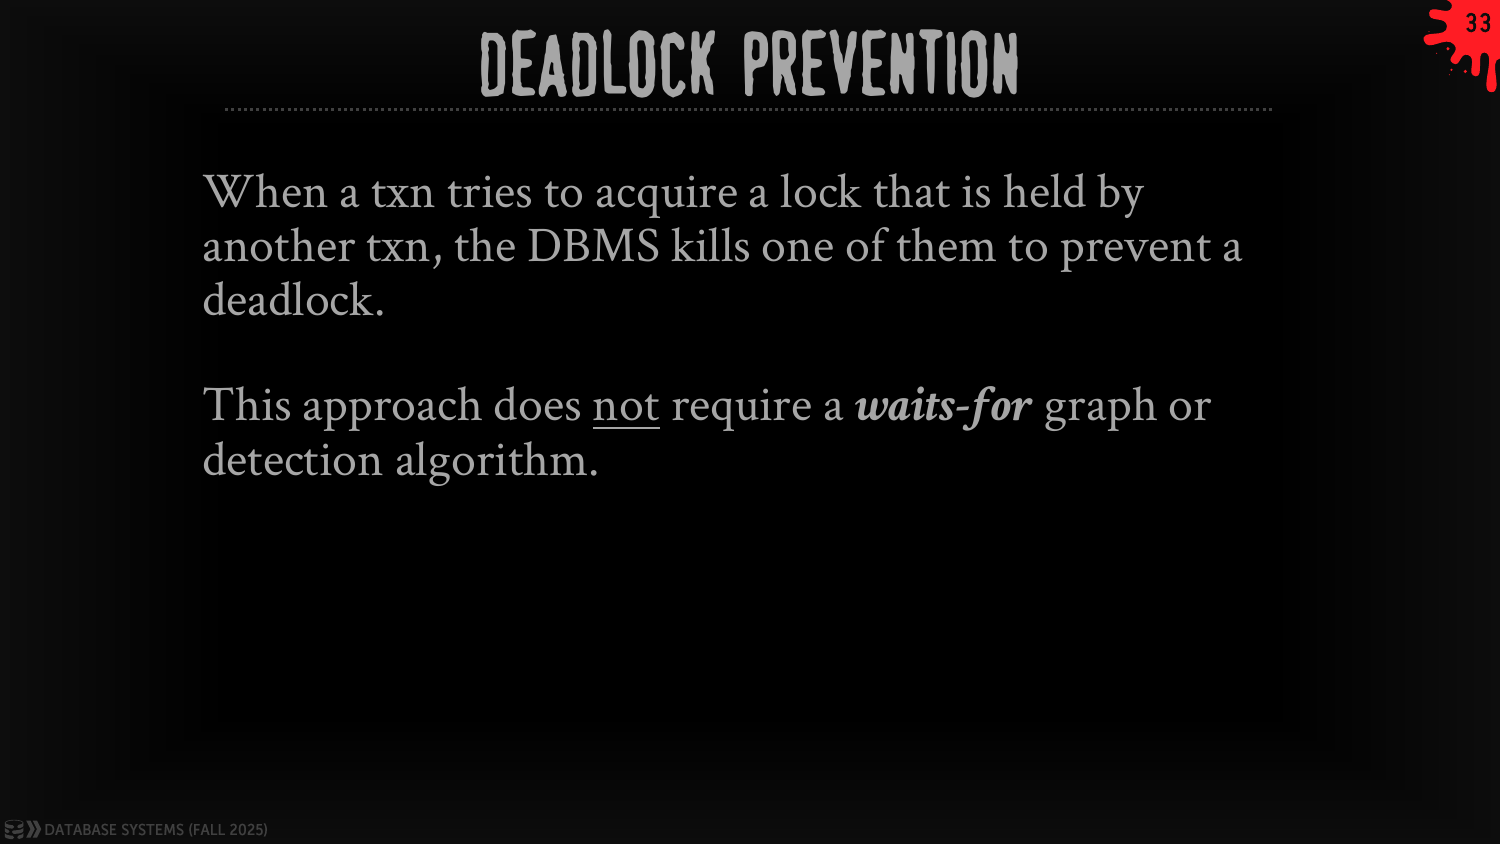 33
DEADLOCK PREVENTION
When a txn tries to acquire a lock that is held by
another txn, the DBMS kills one of them to prevent a
deadlock.
This approach does not require a waits-for graph or
detection algorithm.
DATABASE SYSTEMS (FALL 2025)